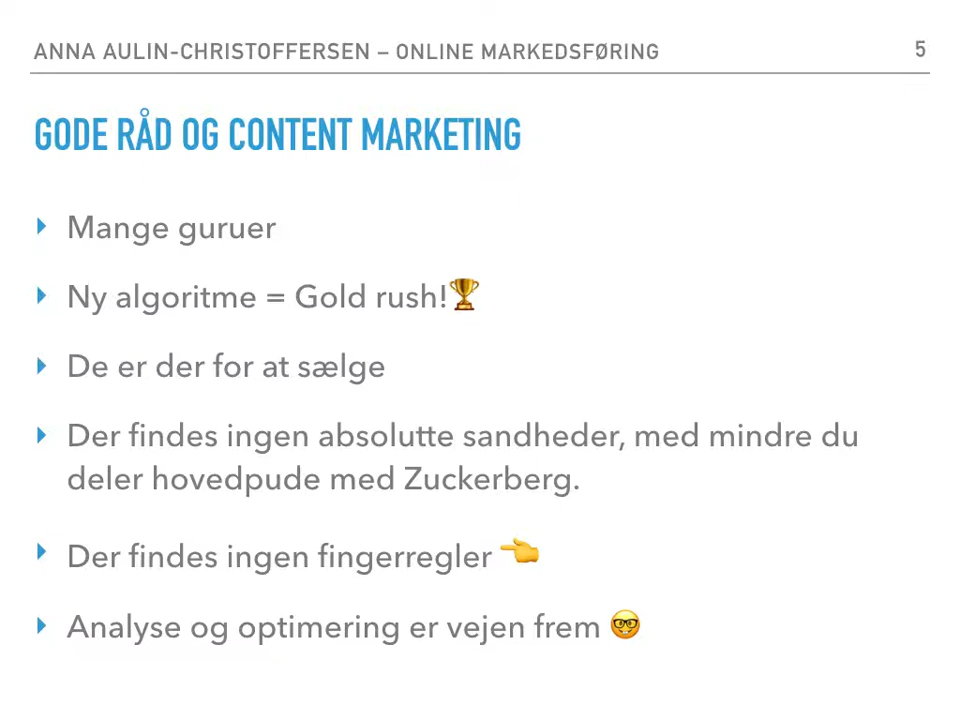 ANNA AULIN-CHRISTOFFERSEN – ONLINE MARKEDSFØRING 5
GODE RÅD OG CONTENT MARKETING
Mange guruer
Ny algoritme = Gold rush!🏆
De er der for at sælge
Der findes ingen absolutte sandheder, med mindre du
deler hovedpude med Zuckerberg.
Der findes ingen fingerregler 👈
Analyse og optimering er vejen frem 🤓